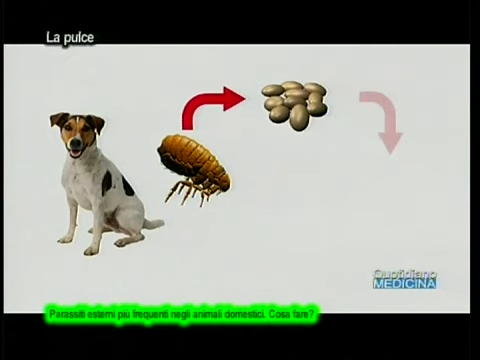 La pulce
Quotidiano
MEDICINA
Parassiti esterni più frequenti negli animali domestici. Cosa fare?